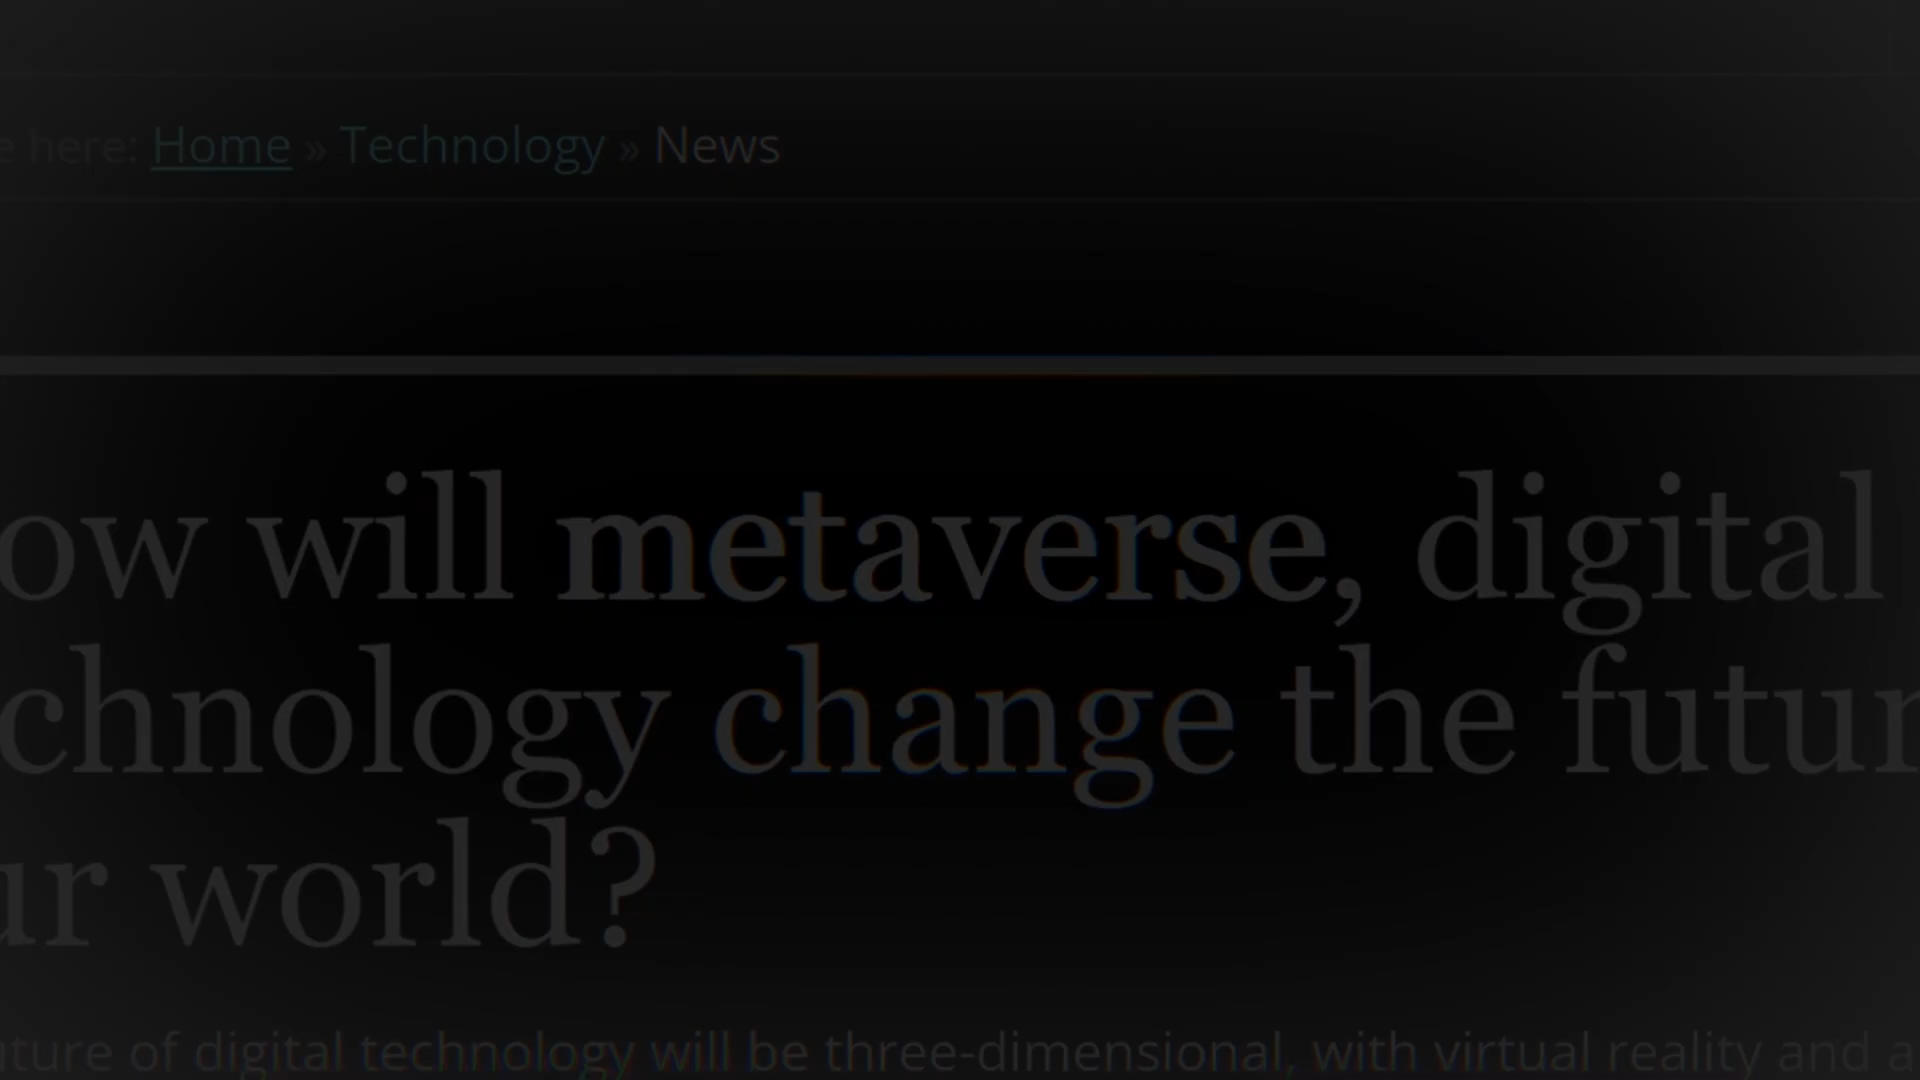 e here: Home » Technology » News
ow will metaverse, digital
chnology change the futur
ur world?
uture of digital technology will be three-dimensional, with virtual reality and a